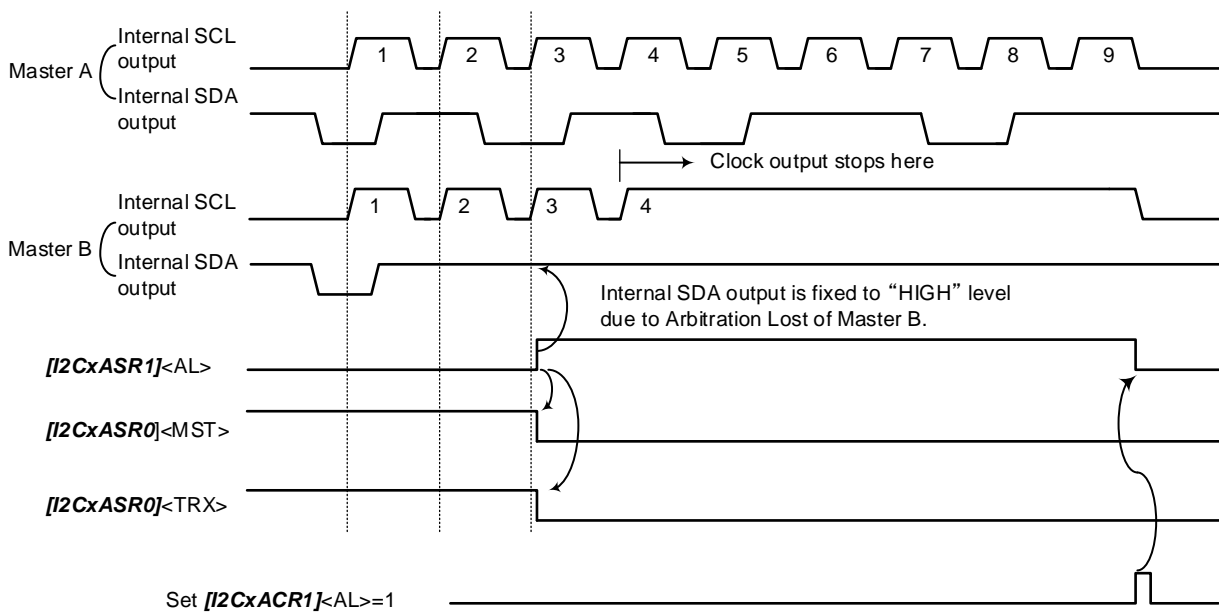 Internal SCL
output
1 2 3 4 5 6 7 8 9
Master A
Internal SDA
output
Clock output stops here
Internal SCL
output
1 2 3 4
Master B
Internal SDA
output
Internal SDA output is fixed to “HIGH” level
due to Arbitration Lost of Master B.
[I2CxASR1]<AL>
[I2CxASR0]<MST>
[I2CxASR0]<TRX>
Set [I2CxACR1]<AL>=1